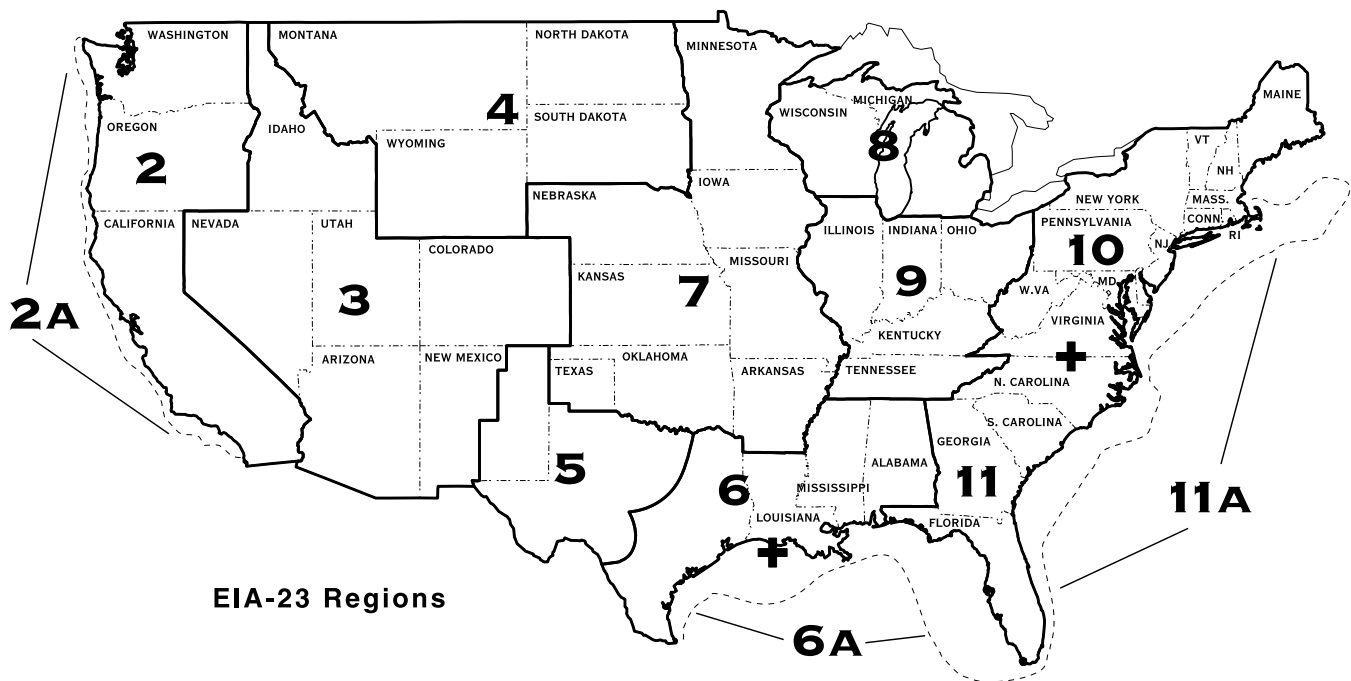 WASHINGTON
MONTANA
NORTH DAKOTA
MINNESOTA
MAINE
MICHIGAN
WISCONSIN
4
SOUTH DAKOTA
OREGON
IDAHO
WYOMING
VT
8
2
NH
IOWA
NEBRASKA
NEW YORK
MASS.
CALIFORNIA
NEVADA
UTAH
COLORADO
ILLINOIS
INDIANA
OHIO
PENNSYLVANIA
CONN.
RI
10
NJ
MISSOURI
KANSAS
9
MD.
W.VA
7
3
2A
VIRGINIA
KENTUCKY
+
ARIZONA
NEW MEXICO
OKLAHOMA
TEXAS
ARKANSAS
TENNESSEE
N. CAROLINA
S. CAROLINA
GEORGIA
5
ALABAMA
6
MISSISSIPPI
11
11A
LOUISIANA
FLORIDA
+
EIA-23 Regions
6A